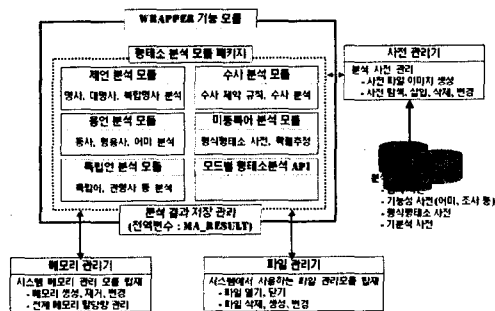 WRAPPER 기능 모듈
형태소 분석 모듈 패키지
체언 분석 모듈
명사, 대명사, 복합명사 분석
수사 분석 모듈
수사 제약 규칙, 수사 분석
용언 분석 모듈
동사, 형용사, 어미 분석
미등록어 분석 모듈
형식형태소 사전, 확률추정
독립언 분석 모듈
독립어, 관형사 등 분석
모드별 형태소분석 API
분석 결과 저장 관리
(전역변수 : MA_RESULT)
사전 관리기
분석 사전 관리
- 사전 파일 이미지 생성
- 사전 탐색, 삽입, 삭제, 변경
분석
- 기능성 사전(어미, 조사 등)
- 형식형태소 사전
- 기분석 사전
메모리 관리기
시스템 메모리 관리 모듈 탑재
- 메모리 생성, 제거, 변경
- 전체 메모리 할당량 관리
파일 관리기
시스템에서 사용하는 파일 관리모듈 탑재
- 파일 열기, 닫기
- 파일 삭제, 생성, 변경